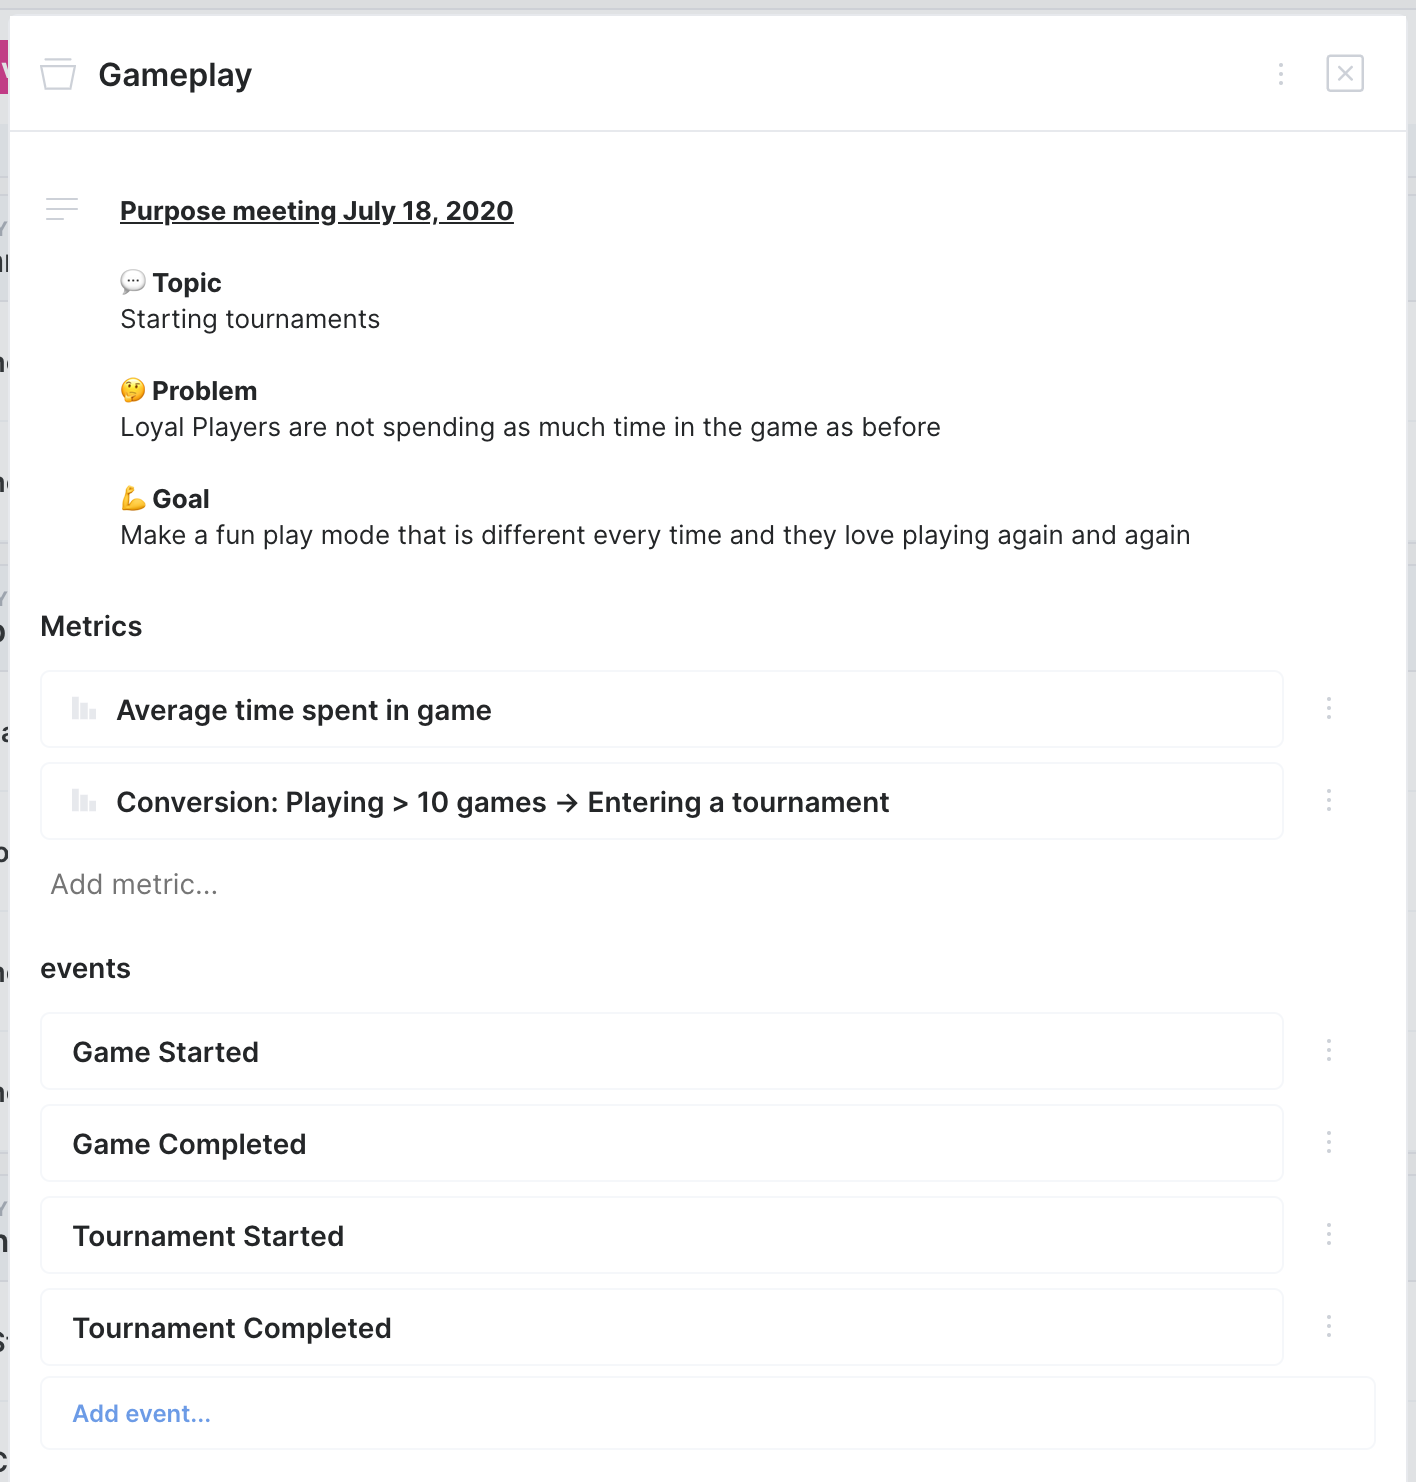 Gameplay
Purpose meeting July 18, 2020
💬 Topic
Starting tournaments
🤔 Problem
Loyal Players are not spending as much time in the game as before
💪 Goal
Make a fun play mode that is different every time and they love playing again and again
Metrics
Average time spent in game
Conversion: Playing > 10 games → Entering a tournament
Add metric...
events
Game Started
Game Completed
Tournament Started
Tournament Completed
Add event...